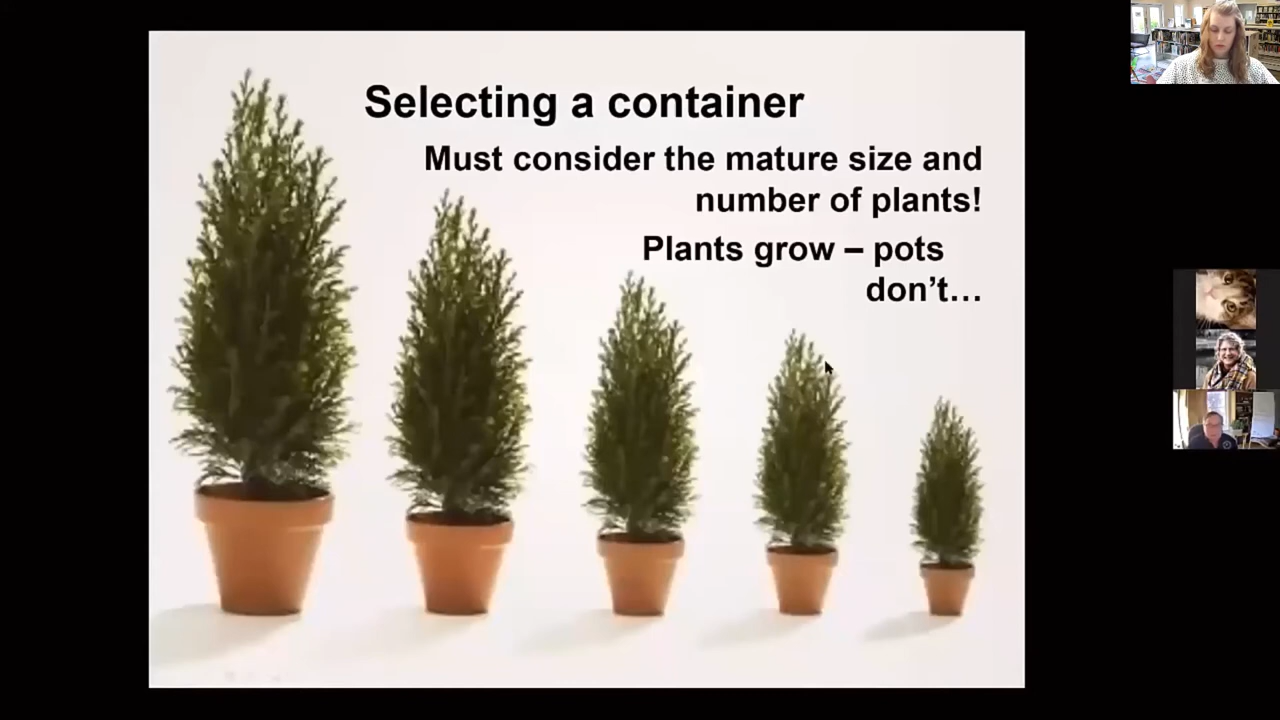 Selecting a container
Must consider the mature size and
number of plants!
Plants grow – pots
don’t…